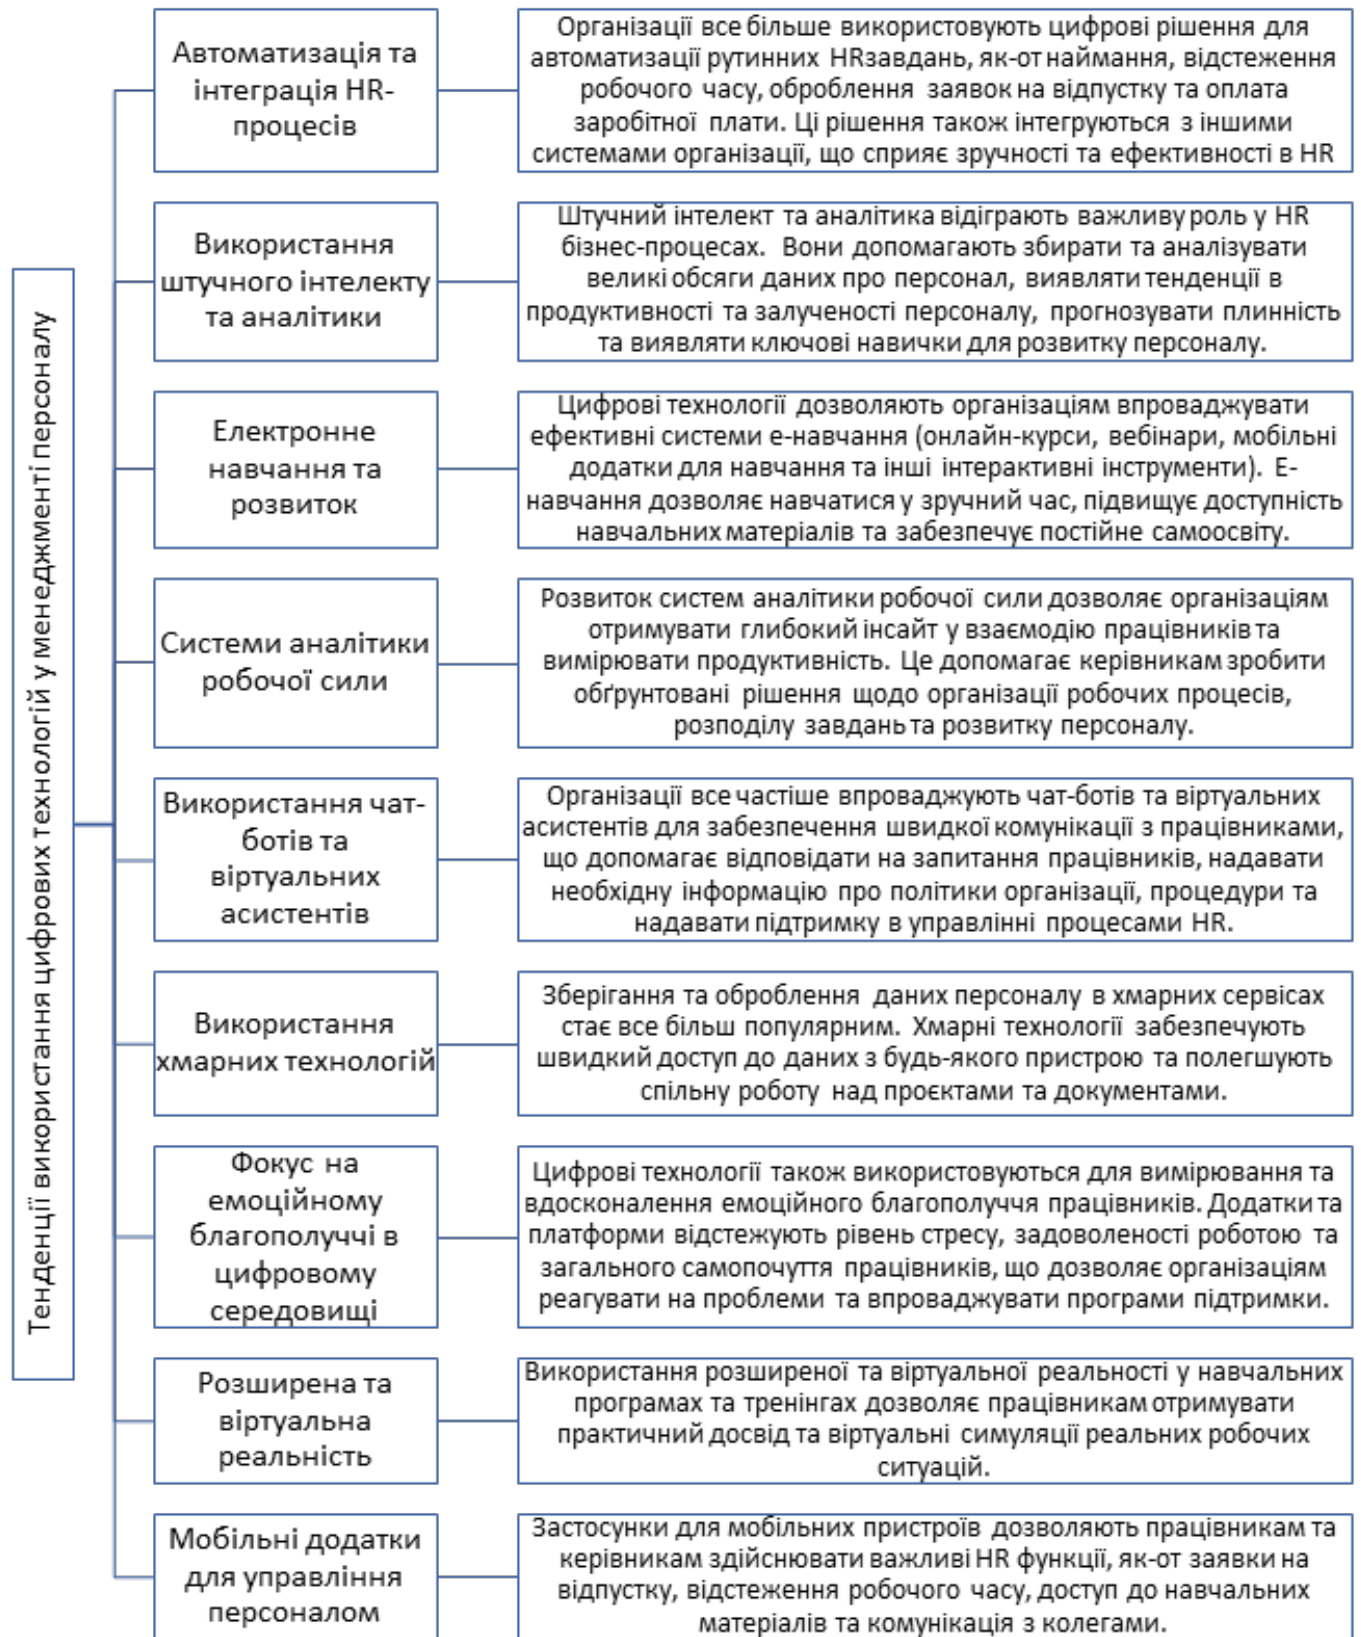 Тенденції використання цифрових технологій у менеджменті персоналу
Автоматизація та
інтеграція HR-
процесів
Організації все більше використовують цифрові рішення для
автоматизації рутинних HRзавдань, як-от наймання, відстеження
робочого часу, оброблення заявок на відпустку та оплата
заробітної плати. Ці рішення також інтегруються з іншими
системами організації, що сприяє зручності та ефективності в HR
Використання
штучного інтелекту
та аналітики
Штучний інтелект та аналітика відіграють важливу роль у HR
бізнес-процесах. Вони допомагають збирати та аналізувати
великі обсяги даних про персонал, виявляти тенденції в
продуктивності та залученості персоналу, прогнозувати плинність
та виявляти ключові навички для розвитку персоналу.
Електронне
навчання та
розвиток
Цифрові технології дозволяють організаціям впроваджувати
ефективні системи е-навчання (онлайн-курси, вебінари, мобільні
додатки для навчання та інші інтерактивні інструменти). Е-
навчання дозволяє навчатися у зручний час, підвищує доступність
навчальних матеріалів та забезпечує постійне самоосвіту.
Системи аналітики
робочої сили
Розвиток систем аналітики робочої сили дозволяє організаціям
отримувати глибокий інсайт у взаємодію працівників та
вимірювати продуктивність. Це допомагає керівникам зробити
обґрунтовані рішення щодо організації робочих процесів,
розподілу завдань та розвитку персоналу.
Використання чат-
ботів та
віртуальних
асистентів
Організації все частіше впроваджують чат-ботів та віртуальних
асистентів для забезпечення швидкої комунікації з працівниками,
що допомагає відповідати на запитання працівників, надавати
необхідну інформацію про політики організації, процедури та
надавати підтримку в управлінні процесами HR.
Використання
хмарних технологій
Зберігання та оброблення даних персоналу в хмарних сервісах
стає все більш популярним. Хмарні технології забезпечують
швидкий доступ до даних з будь-якого пристрою та полегшують
спільну роботу над проєктами та документами.
Фокус на
емоційному
благополуччі в
цифровому
середовищі
Цифрові технології також використовуються для вимірювання та
вдосконалення емоційного благополуччя працівників. Додатки та
платформи відстежують рівень стресу, задоволеності роботою та
загального самопочуття працівників, що дозволяє організаціям
реагувати на проблеми та впроваджувати програми підтримки.
Розширена та
віртуальна
реальність
Використання розширеної та віртуальної реальності у навчальних
програмах та тренінгах дозволяє працівникам отримувати
практичний досвід та віртуальні симуляції реальних робочих
ситуацій.
Мобільні додатки
для управління
персоналом
Застосунки для мобільних пристроїв дозволяють працівникам та
керівникам здійснювати важливі HR функції, як-от заявки на
відпустку, відстеження робочого часу, доступ до навчальних
матеріалів та комунікація з колегами.